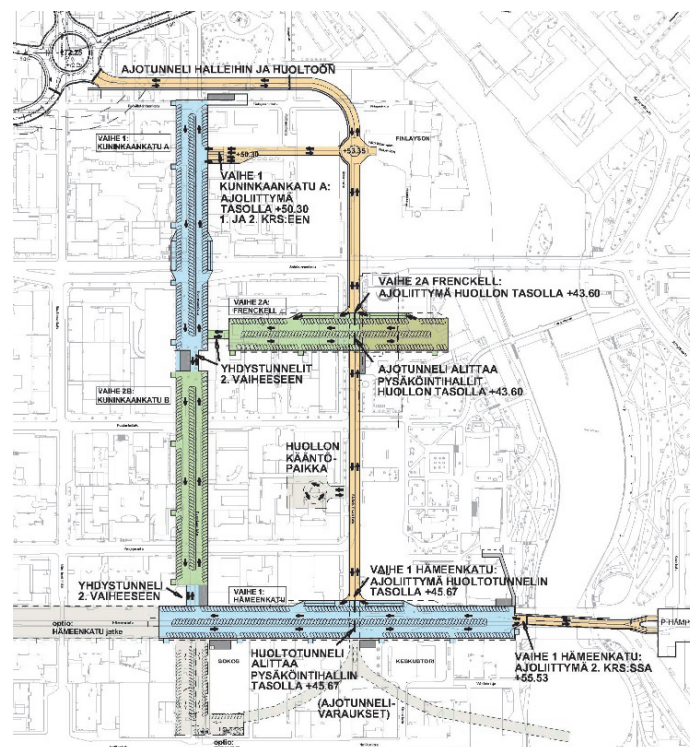 +72.25
AJOTUNNELI HALLEIHIN JA HUOLTOON
VAIHE 1:
KUNINKAANKATU A
+50.30
+53.35
FINLAYSON
VAIHE 1
KUNINKAANKATU A:
AJOLIITTYMÄ
TASOLLA +50.30
1. JA 2. KRS:EEN
VAIHE 2A FRENCKELL:
AJOLIITTYMÄ HUOLLON TASOLLA +43.60
VAIHE 2A:
FRENCKELL
YHDYSTUNNELIT
2. VAIHEESEEN
AJOTUNNELI ALITTAA
PYSÄKÖINTIHALLIT
HUOLLON TASOLLA +43.60
VAIHE 2B:
KUNINKAANKATU B
HUOLLON
KÄÄNTÖ-
PAIKKA
YHDYSTUNNELI
2. VAIHEESEEN
VAIHE 1:
HÄMEENKATU
VAIHE 1 HÄMEENKATU:
AJOLIITTYMÄ HUOLTOTUNNELIN
TASOLLA +45.67
optio:
HÄMEENKATU jatke
P-HÄMP
SOKOS
HUOLTOTUNNELI
ALITTAA
PYSÄKÖINTIHALLIN
TASOLLA +45.67
(AJOTUNNELI-
VARAUKSET)
KESKUSTORI
VAIHE 1 HÄMEENKATU:
AJOLIITTYMÄ 2. KRS:SSA
+55.53
optio: